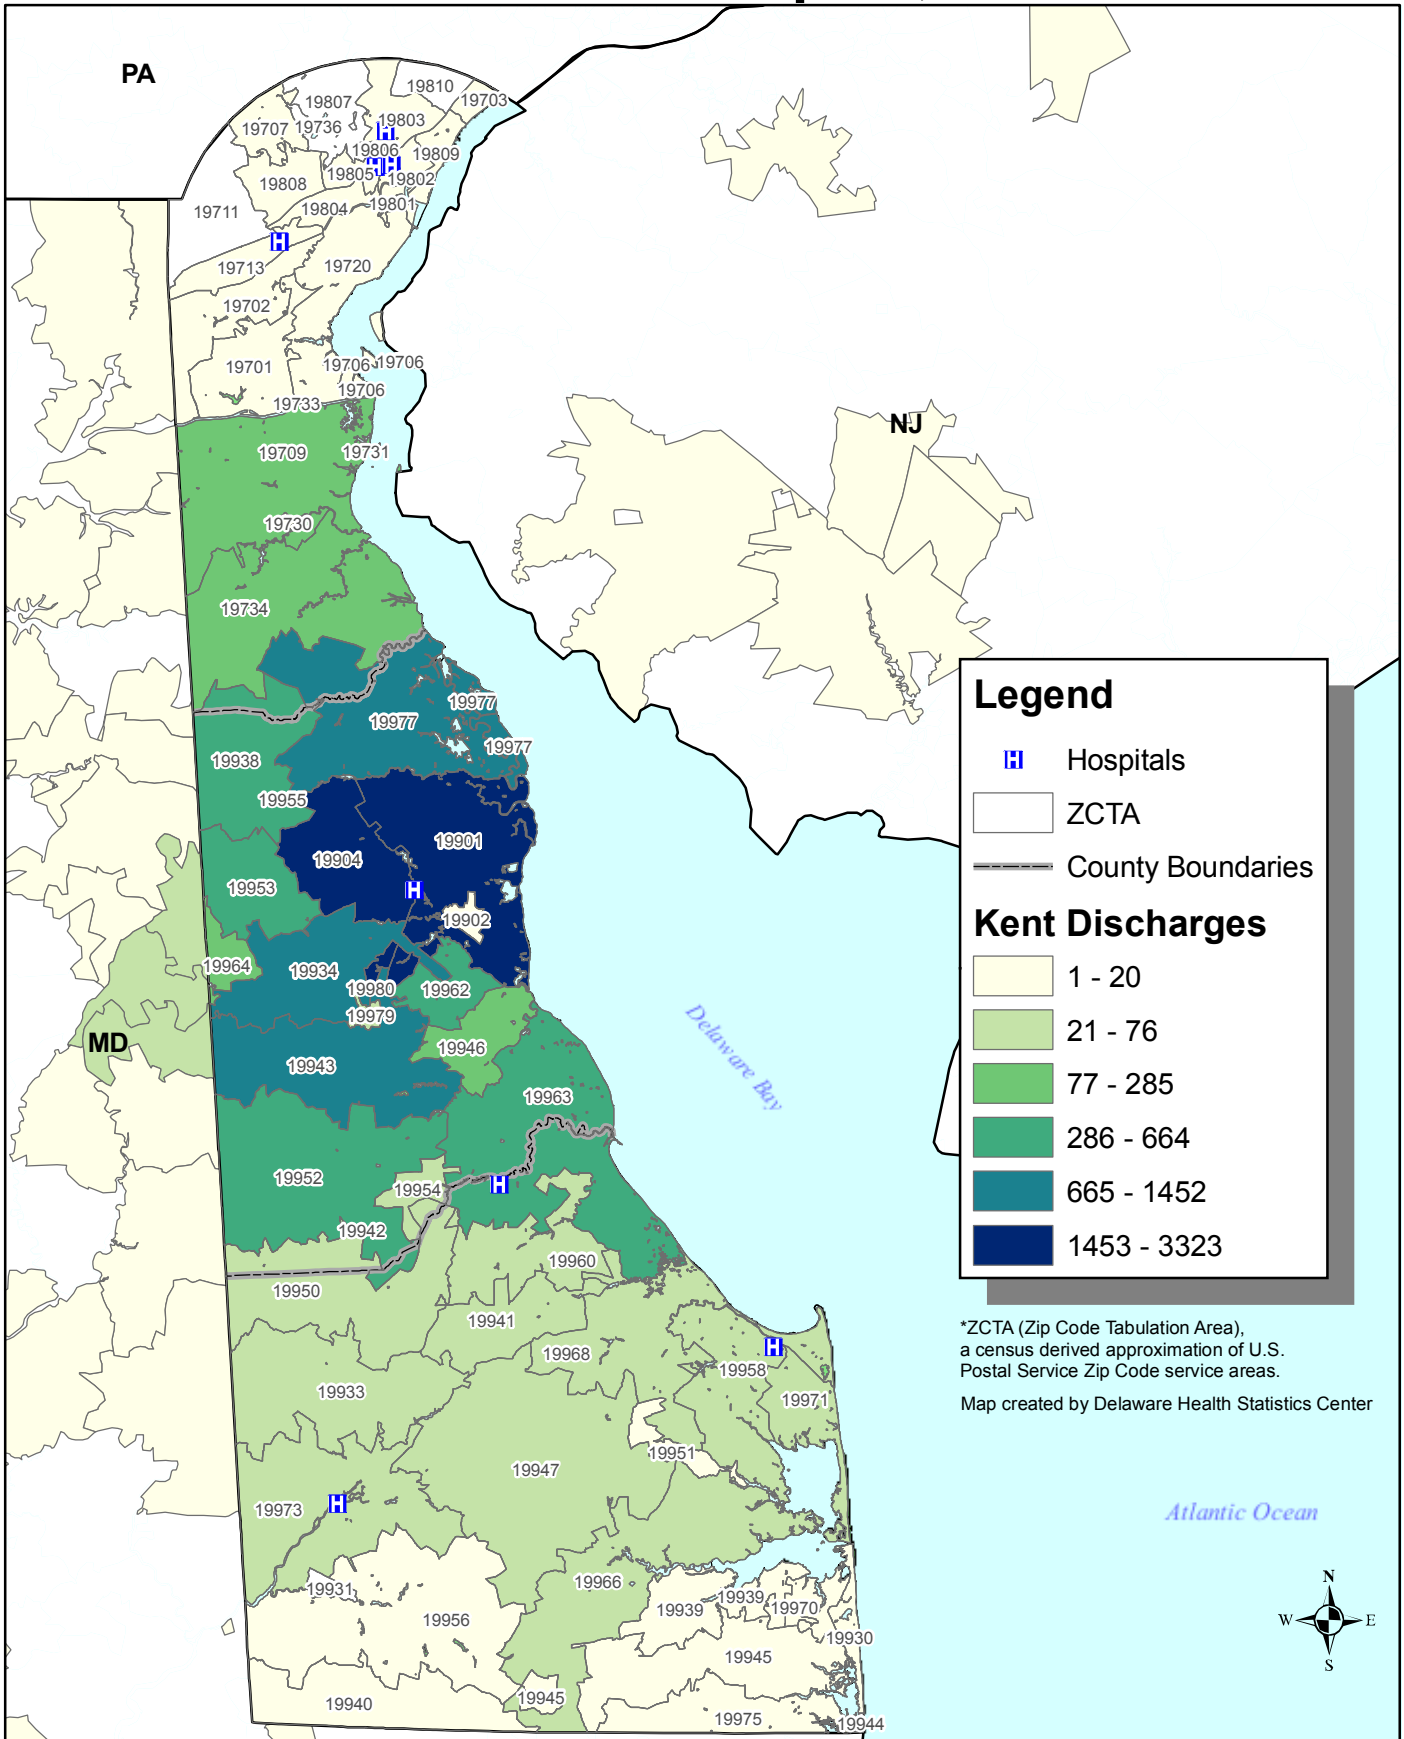 PA
19810
19807
19703
19803
19707
19736
19806
19809
19805
19808
19802
19801
19804
19711
19713
19720
19702
19701
19706
19706
19706
19733
NJ
19709
19731
19730
19734
19977
19977
19977
19938
19955
19901
19904
19953
19902
19964
19934
19980
19962
19979
MD
19946
19943
19963
19952
19954
19942
19960
19950
19941
19968
19958
19933
19971
19951
19947
19973
19966
19931
19939
19939
19970
19956
19930
19945
19945
19940
19975
19944
Delaware Bay
Atlantic Ocean
Legend
H Hospitals
ZCTA
County Boundaries
Kent Discharges
1 - 20
21 - 76
77 - 285
286 - 664
665 - 1452
1453 - 3323
*ZCTA (Zip Code Tabulation Area),
a census derived approximation of U.S.
Postal Service Zip Code service areas.
Map created by Delaware Health Statistics Center
N
W E
S
H
H
H
H
H
H
H
H